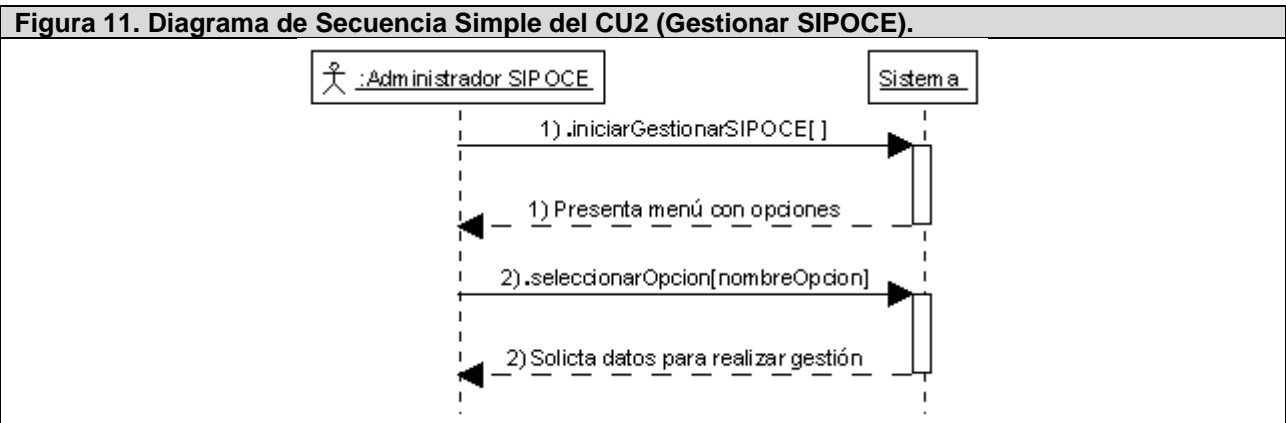 Figura 11. Diagrama de Secuencia Simple del CU2 (Gestionar SIPOCE).
:Administrador SIPOCE
Sistema
1) .iniciarGestionarSIPOCE[ ]
1) Presenta menú con opciones
2) .seleccionarOpcion[nombreOpcion]
2) Solicta datos para realizar gestión